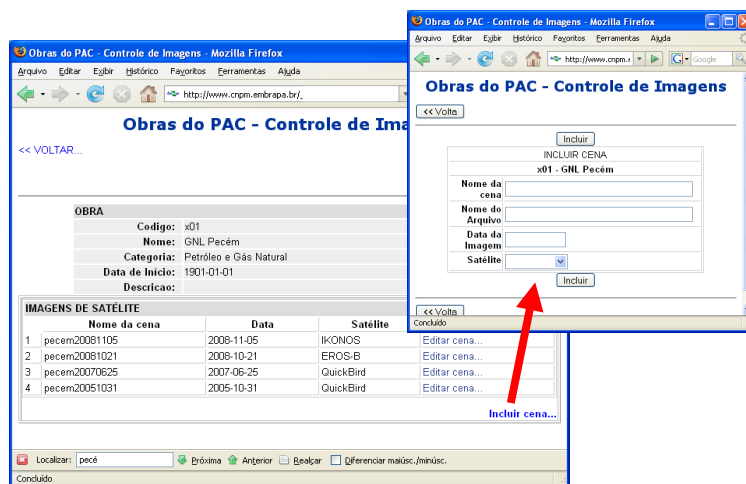 Obras do PAC - Controle de Imagens - Mozilla Firefox
Arquivo Editar Exibir Histórico Favoritos Ferramentas Ajuda
http://www.cnpm.embrapa.br/_
Obras do PAC - Controle de Ima
<< VOLTAR...
OBRA
Codigo: x01
Nome: GNL Pecém
Categoria: Petróleo e Gás Natural
Data de Início: 1901-01-01
Descricao:
IMAGENS DE SATÉLITE
Nome da cena Data Satélite
1 pecem20081105 2008-11-05 IKONOS Editar cena...
2 pecem20081021 2008-10-21 EROS-B Editar cena...
3 pecem20070625 2007-06-25 QuickBird Editar cena...
4 pecem20051031 2005-10-31 QuickBird Editar cena...
Incluir cena...
Localizar: pecé Próxima Anterior Realçar Diferenciar maiúsc./minúsc.
Concluído
Obras do PAC - Controle de Imagens - Mozilla Firefox
Arquivo Editar Exibir Histórico Favoritos Ferramentas Ajuda
http://www.cnpm.e G Google
Obras do PAC - Controle de Imagens
<< Volta
Incluir
INCLUIR CENA
x01 - GNL Pecém
Nome da
cena
Nome do
Arquivo
Data da
Imagem
Satélite
Incluir
<< Volta
Concluído